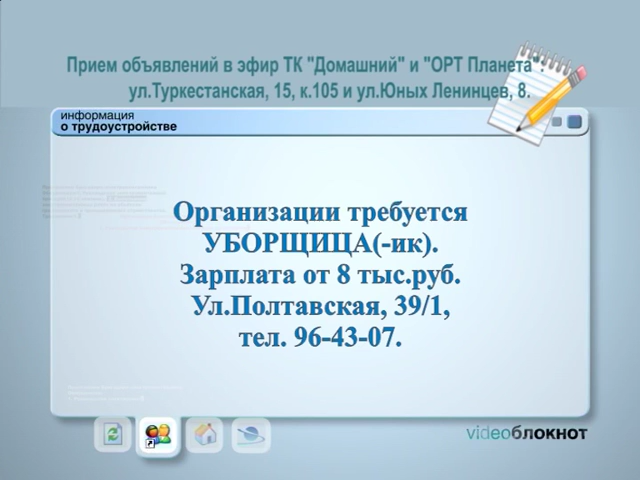 Прием объявлений в эфир ТК "Домашний" и "ОРТ Планета":
ул.Туркестанская, 15, к.105 и ул.Юных Ленинцев, 8.
информация
о трудоустройстве
Организации требуется
УБОРЩИЦА(-ик).
Зарплата от 8 тыс.руб.
Ул.Полтавская, 39/1,
тел. 96-43-07.
videoблокнот